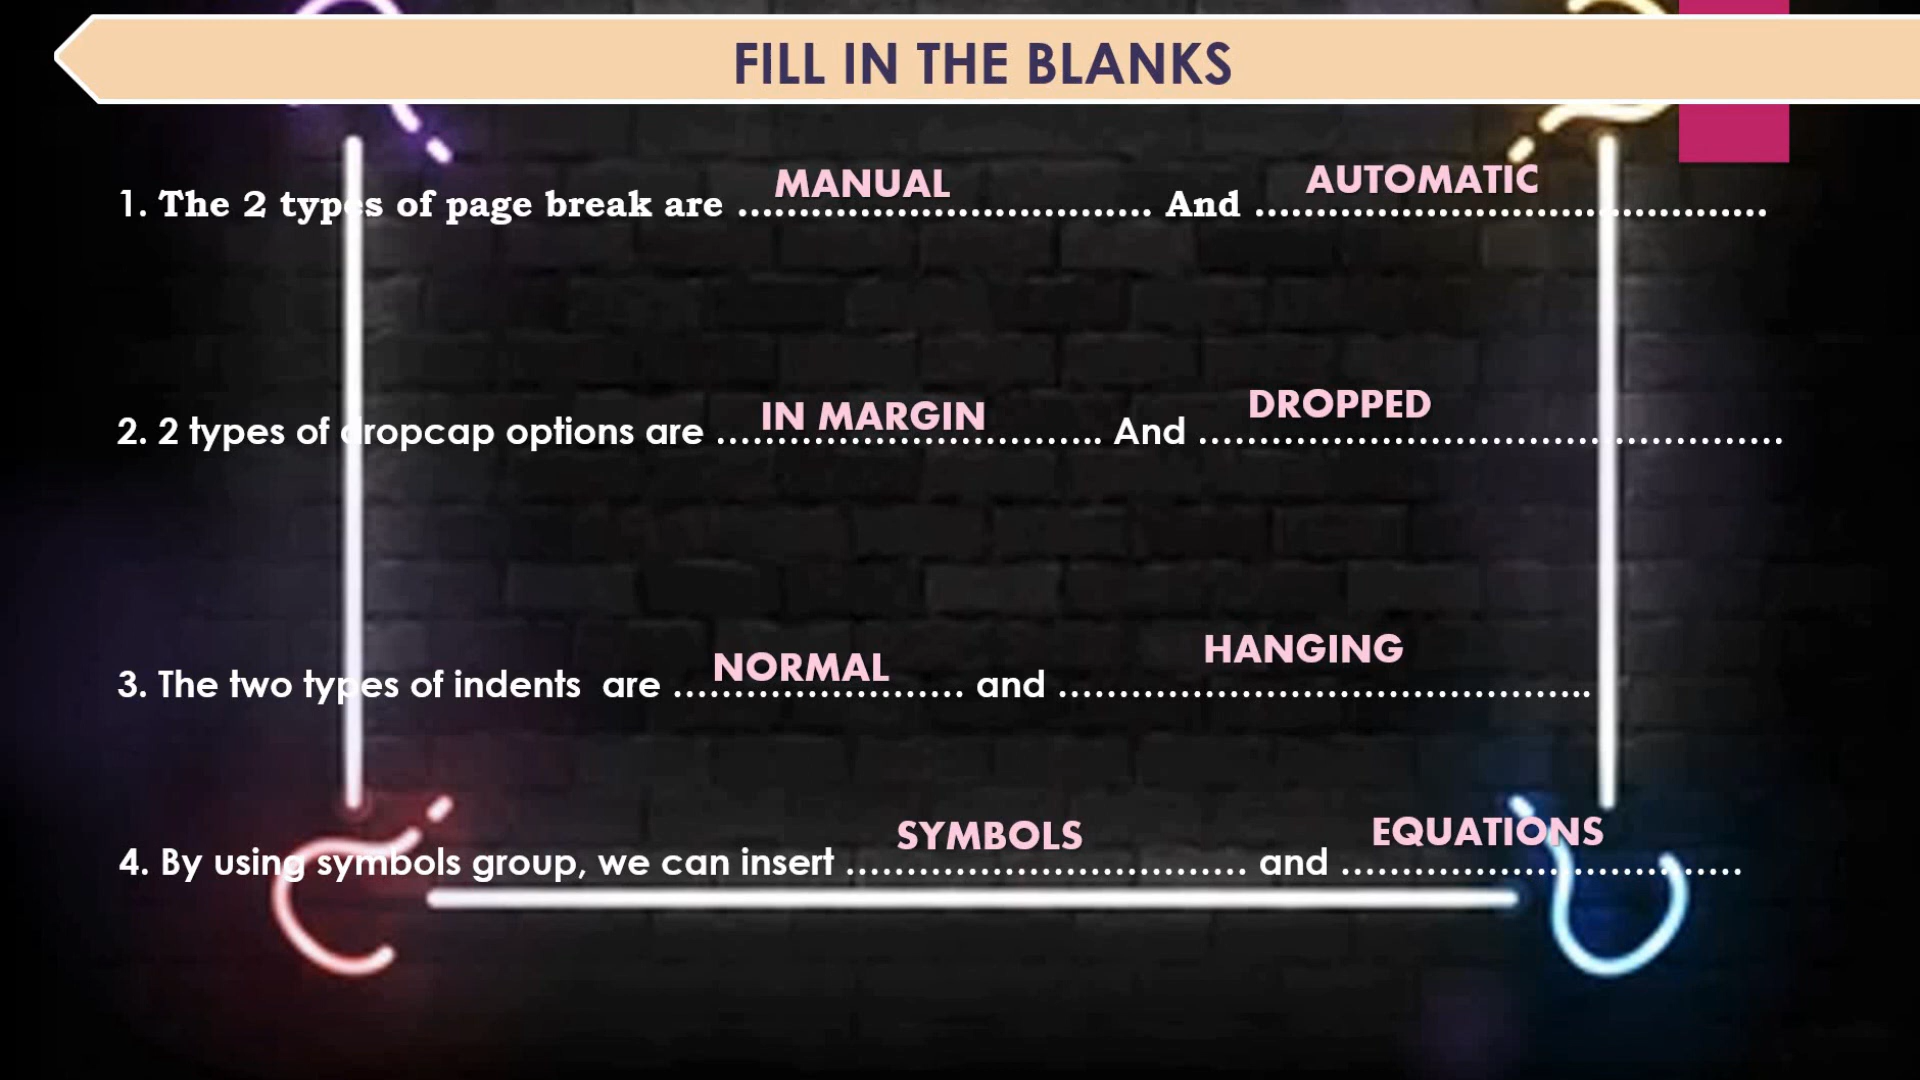 FILL IN THE BLANKS
1. The 2 types of page break are ........MANUAL........ And ........AUTOMATIC........
2. 2 types of dropcap options are ........IN MARGIN........ And ........DROPPED........
3. The two types of indents are ........NORMAL........ and ........HANGING........
4. By using symbols group, we can insert ........SYMBOLS........ and ........EQUATIONS........